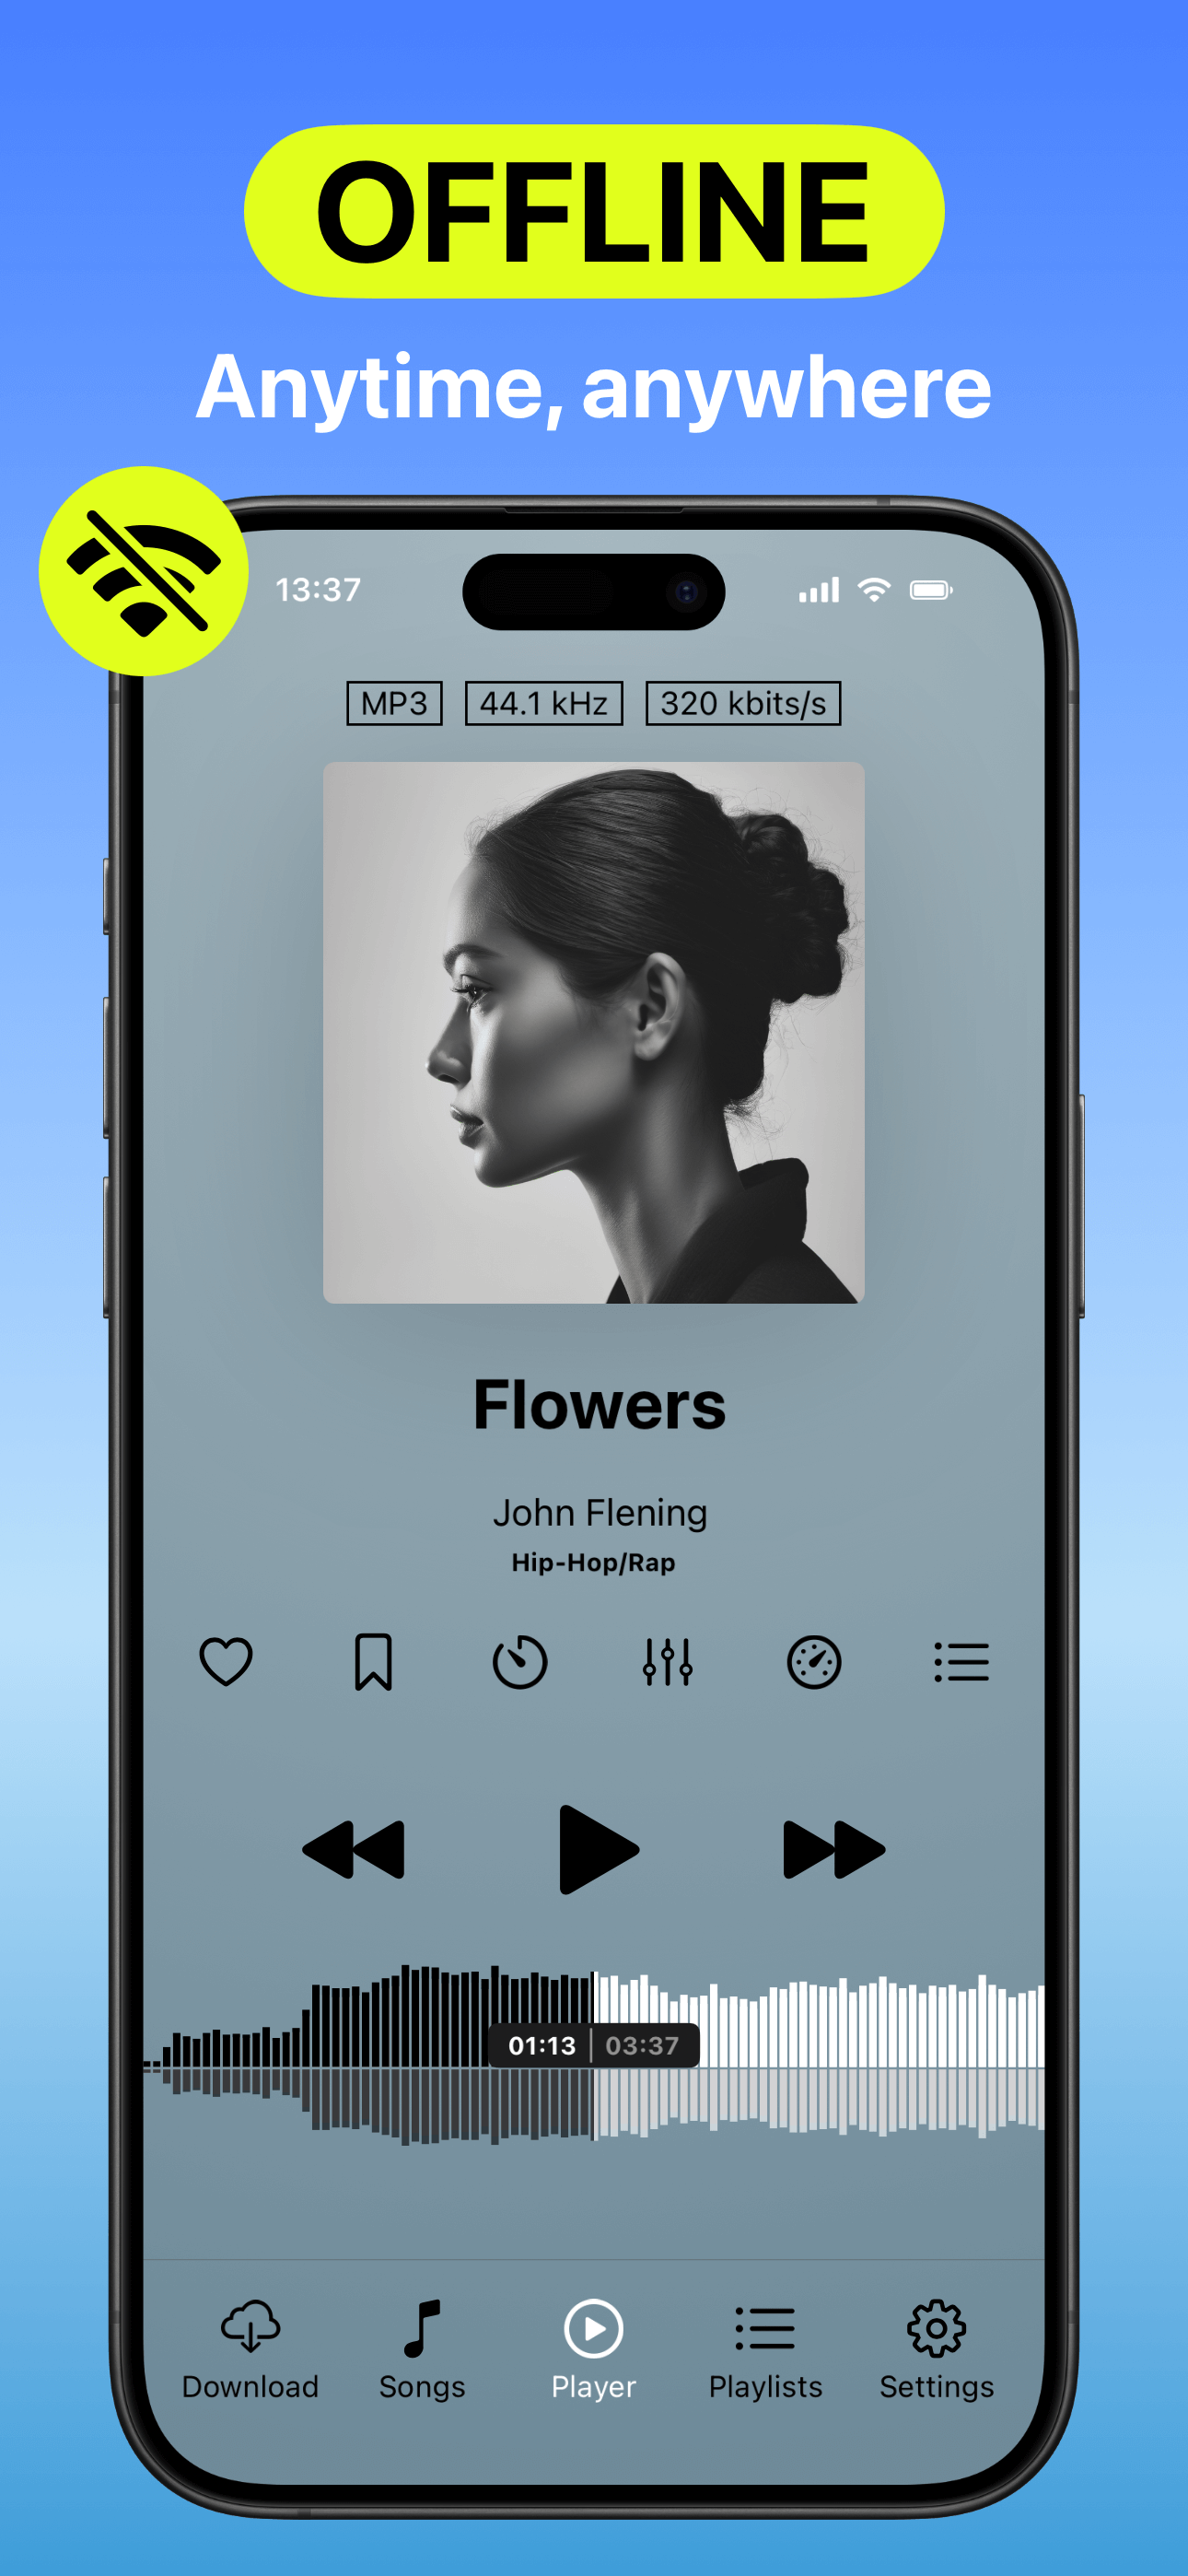 OFFLINE
Anytime, anywhere
13:37
MP3 44.1 kHz 320 kbits/s
Flowers
John Flening
Hip-Hop/Rap
01:13 | 03:37
Download Songs Player Playlists Settings